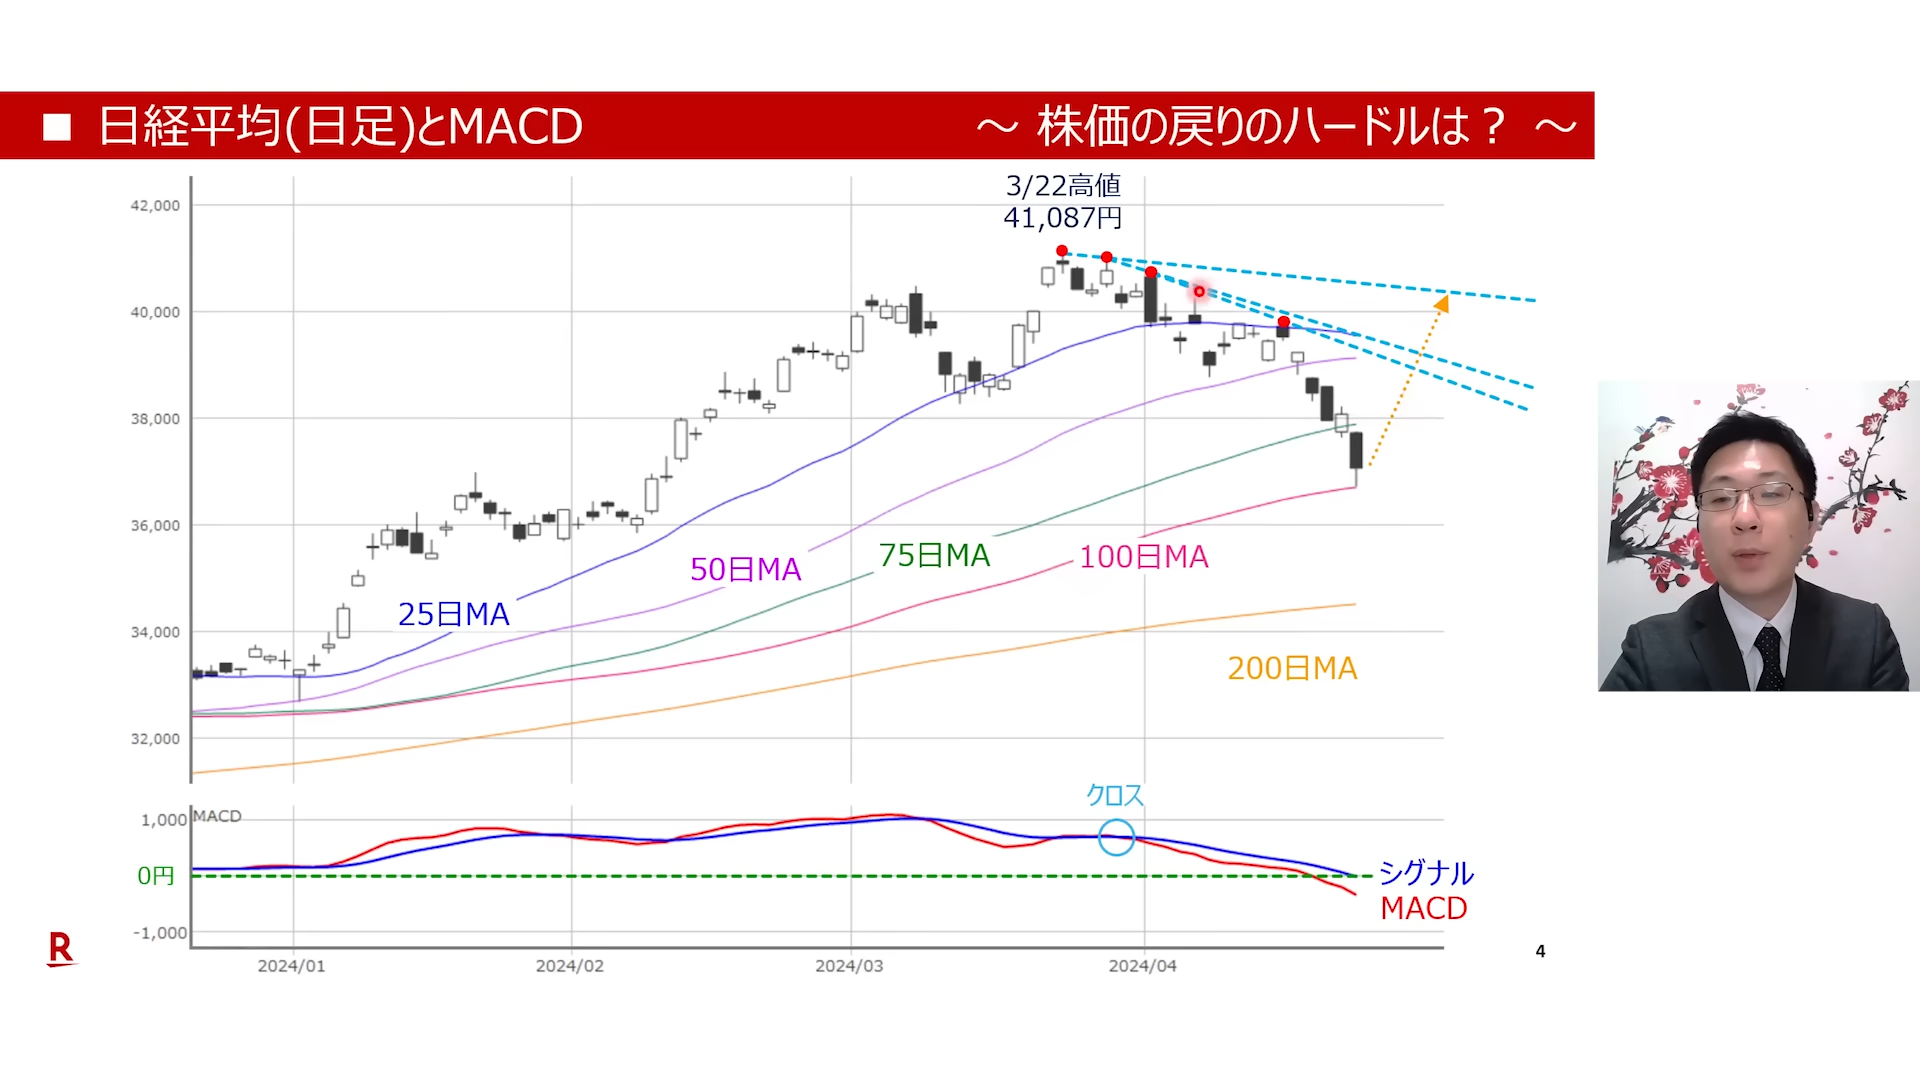 ■ 日経平均(日足)とMACD
～ 株価の戻りのハードルは？ ～
3/22高値
41,087円
42,000
40,000
38,000
36,000
34,000
32,000
25日MA
50日MA
75日MA
100日MA
200日MA
クロス
MACD
1,000
0円
-1,000
シグナル
MACD
2024/01
2024/02
2024/03
2024/04
R
4